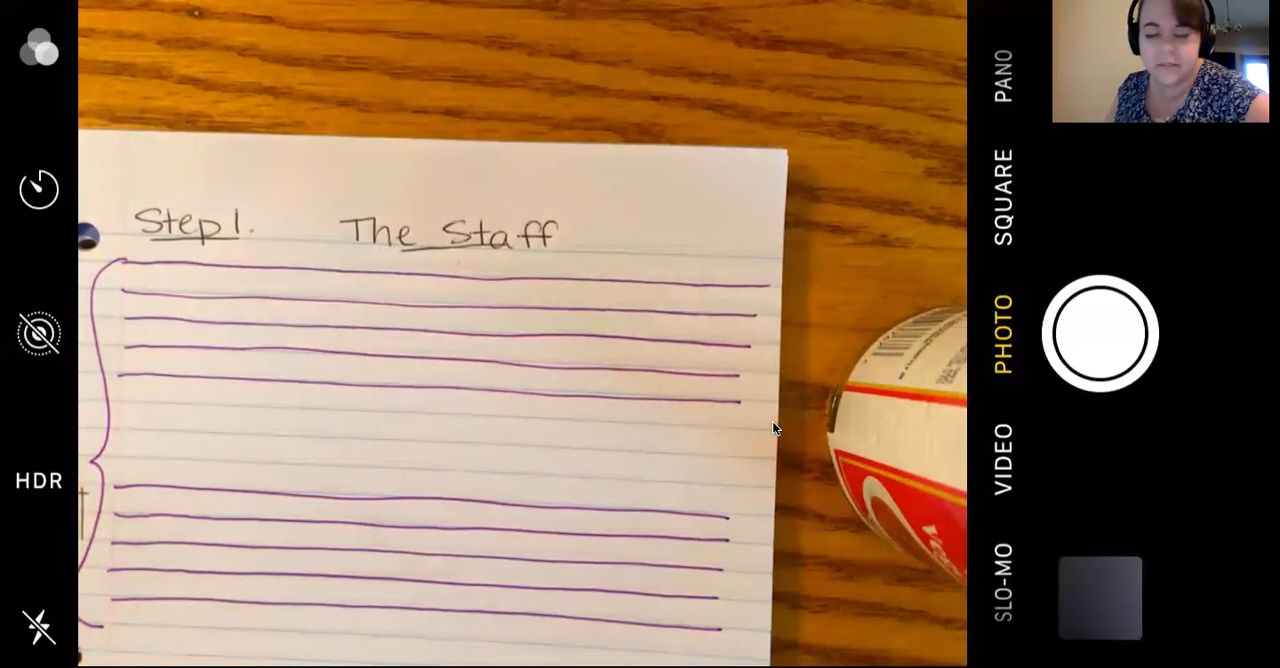 PANO
SQUARE
PHOTO
VIDEO
SLO-MO
HDR
Step 1. The Staff